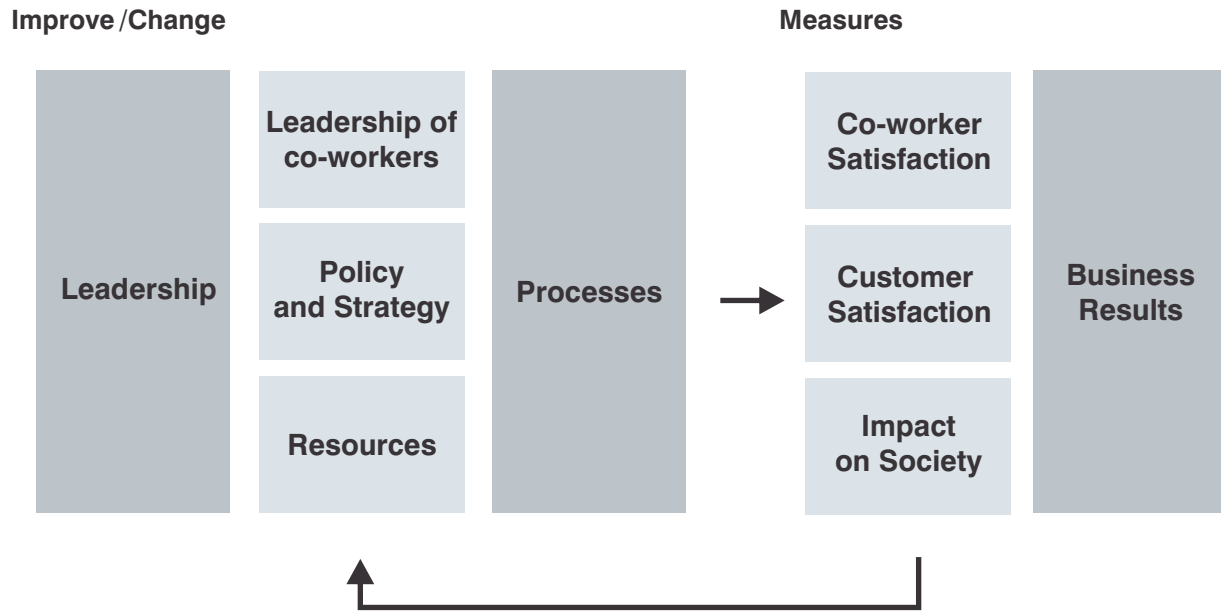 Improve/Change
Measures
Leadership
Leadership of
co-workers
Policy
and Strategy
Resources
Processes
Co-worker
Satisfaction
Customer
Satisfaction
Impact
on Society
Business
Results